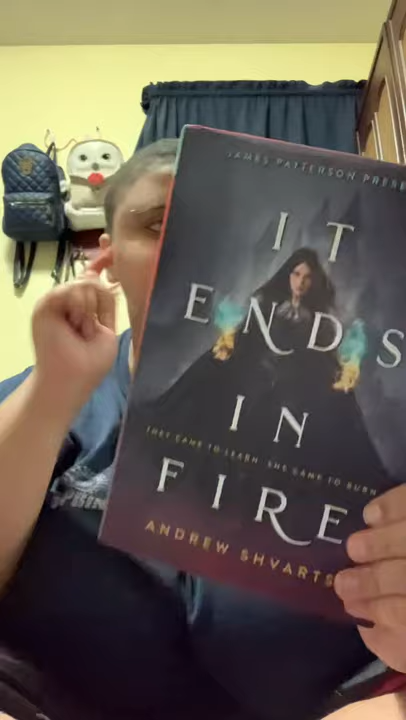 JAMES PATTERSON PRESE
IT
ENDS
IN
THEY CAME TO LEARN. SHE CAME TO BURN
FIRE
ANDREW SHVARTS